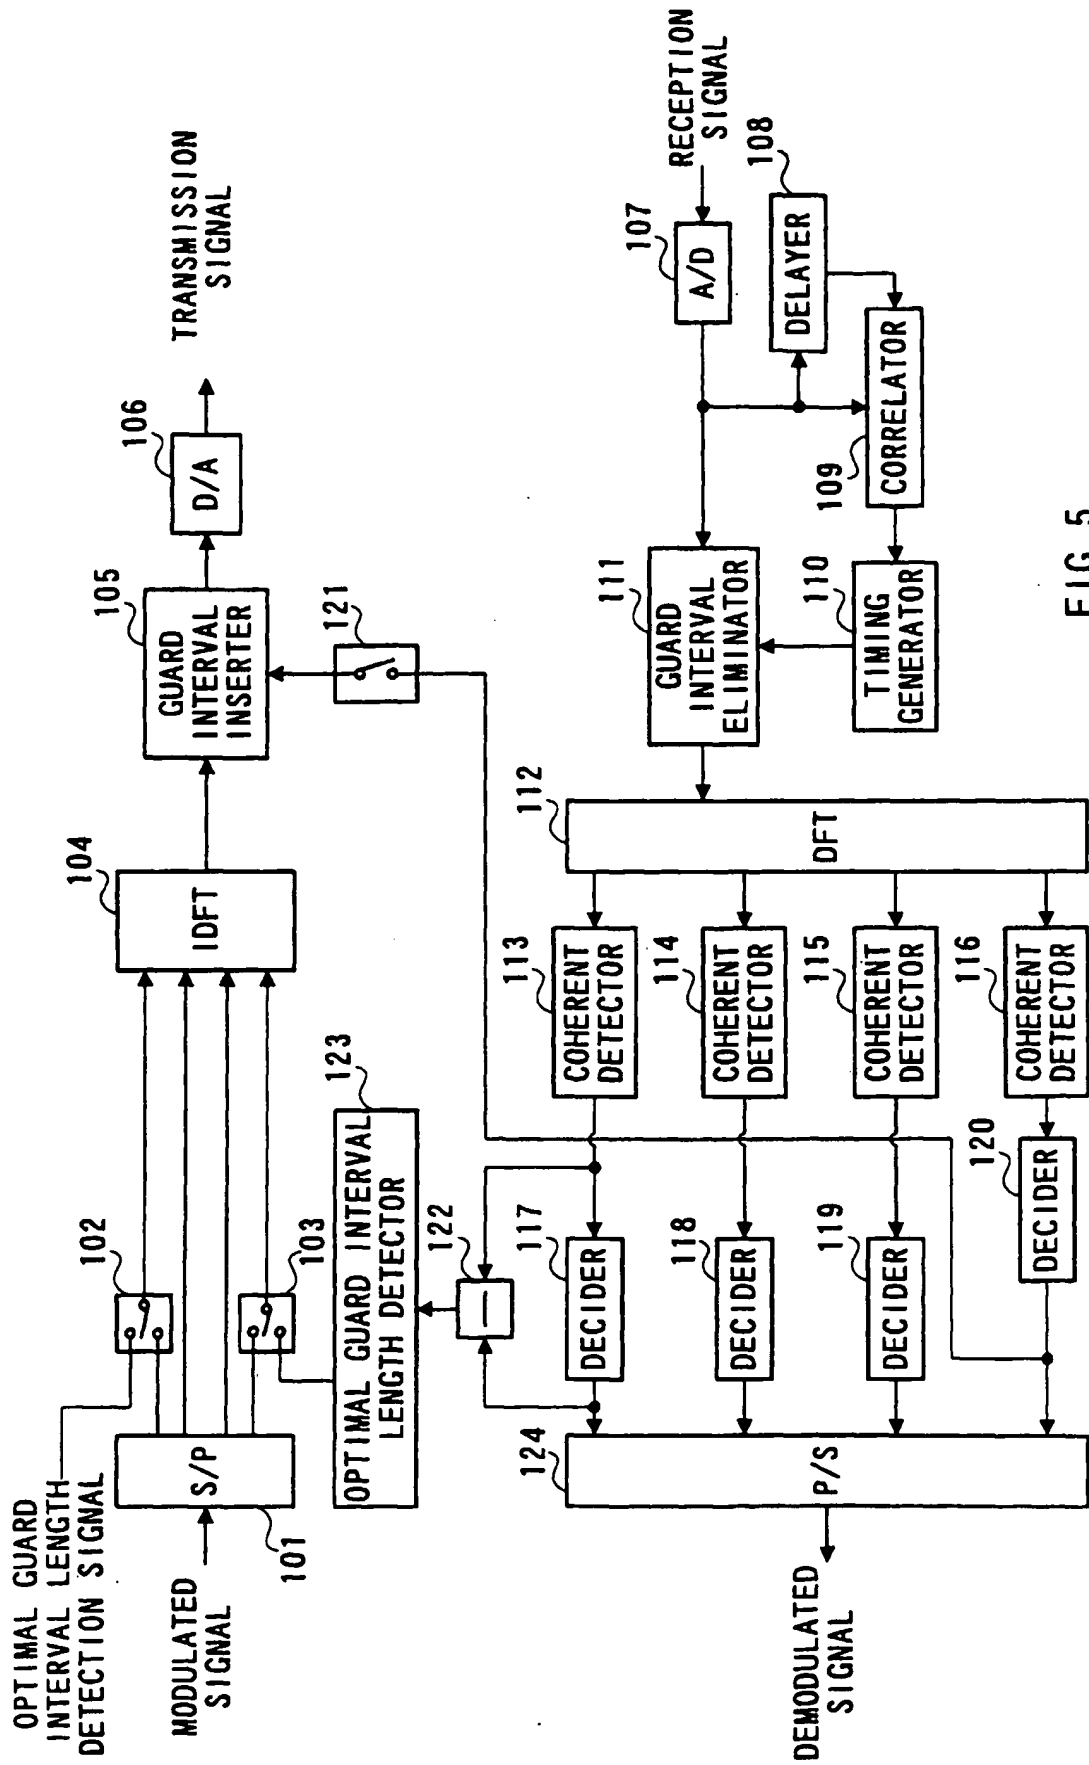 OPTIMAL GUARD
INTERVAL LENGTH
DETECTION SIGNAL
MODULATED
SIGNAL
101
S/P
102
103
104
IDFT
105
GUARD
INTERVAL
INSERTER
106
D/A
TRANSMISSION
SIGNAL
121
123
OPTIMAL GUARD INTERVAL
LENGTH DETECTOR
122
RECEPTION
SIGNAL
107
A/D
108
DELAYER
109
CORRELATOR
110
TIMING
GENERATOR
111
GUARD
INTERVAL
ELIMINATOR
112
DFT
113
COHERENT
DETECTOR
114
COHERENT
DETECTOR
115
COHERENT
DETECTOR
116
COHERENT
DETECTOR
117
DECIDER
118
DECIDER
119
DECIDER
120
DECIDER
124
P/S
DEMODULATED
SIGNAL
FIG. 5